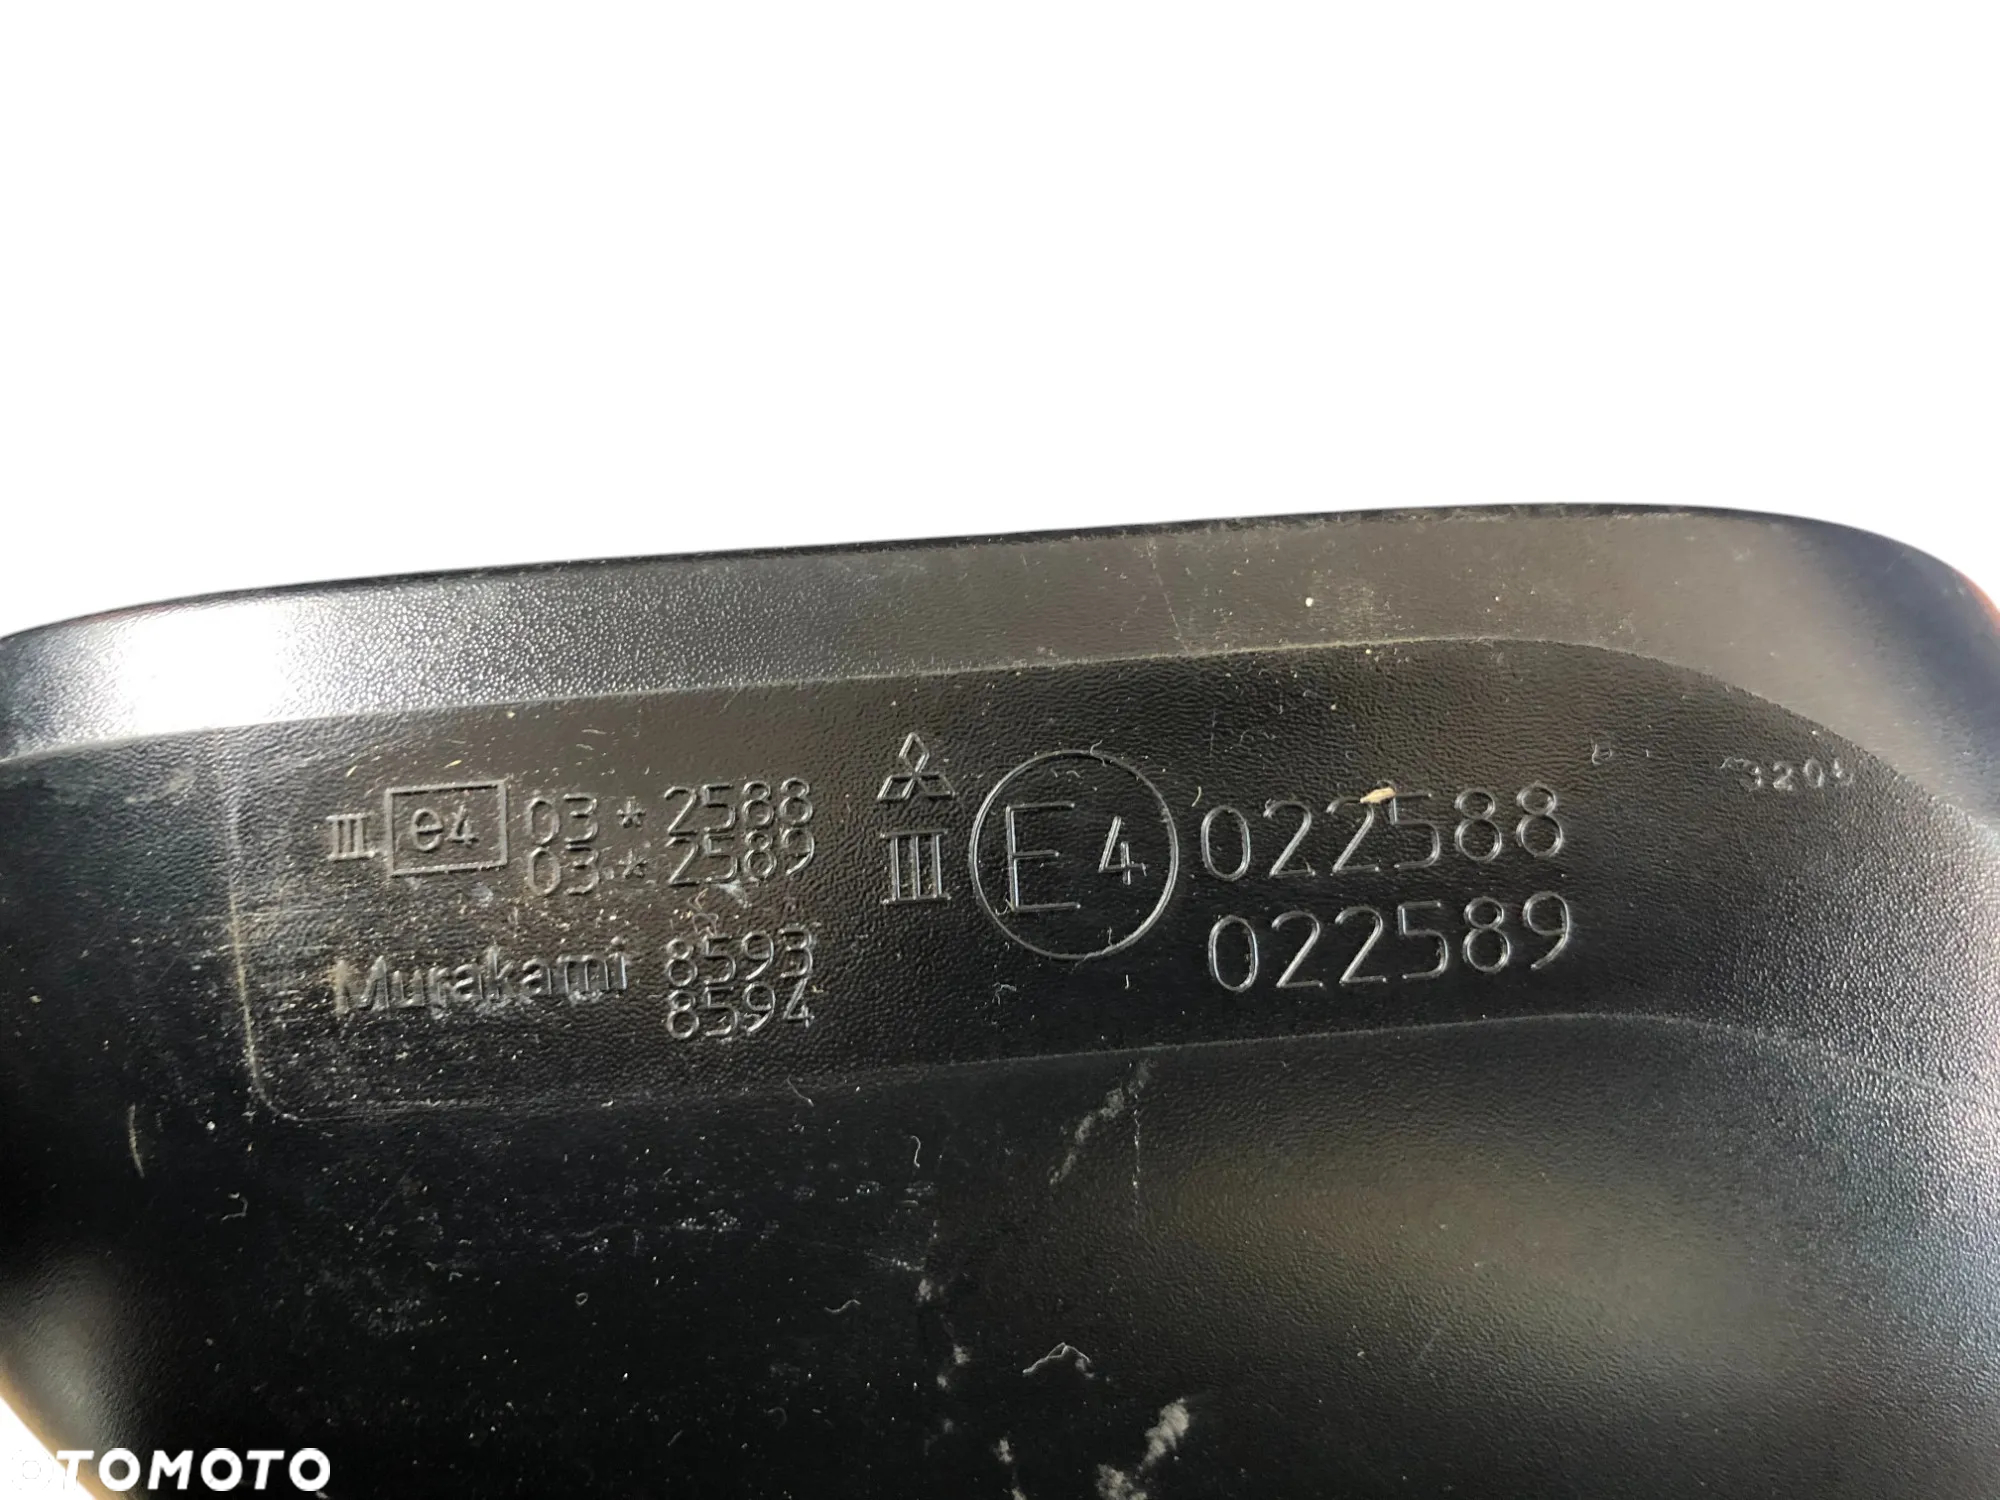 III e4 03*2588
03*2589
Murakami 8593
8594
III E4 022588
022589
OTOMOTO